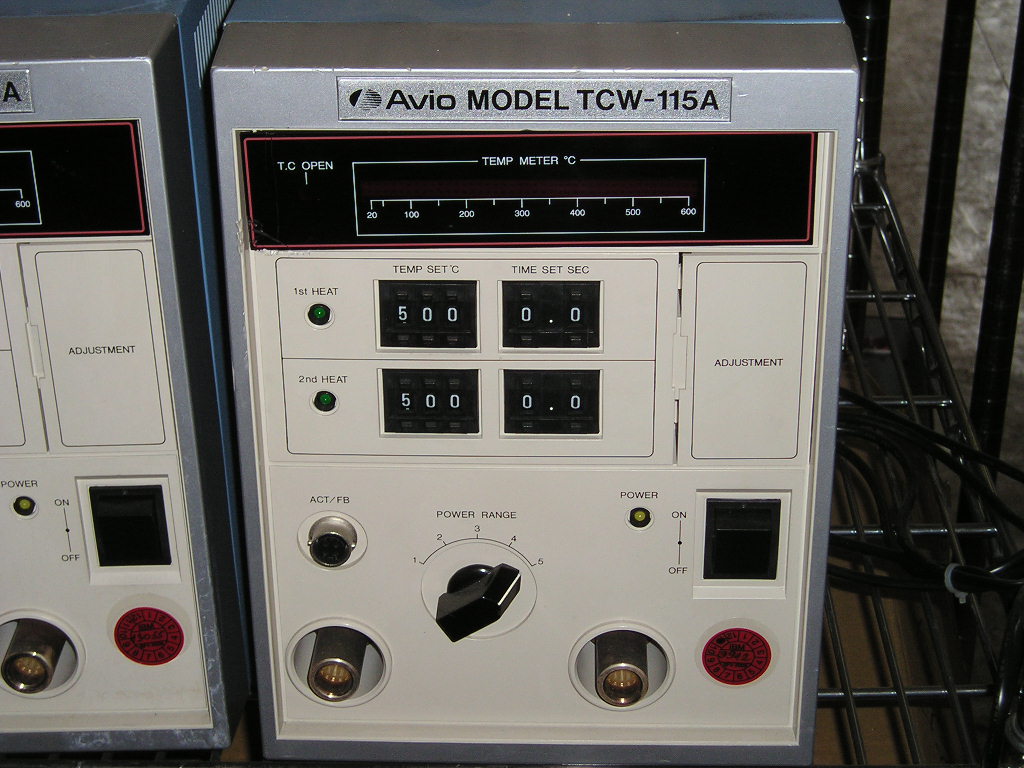 A
600
ADJUSTMENT
POWER
ON
OFF
Avio MODEL TCW-115A
T.C OPEN
TEMP METER °C
20 100 200 300 400 500 600
TEMP SET °C
TIME SET SEC
1st HEAT
500
0.0
2nd HEAT
500
0.0
ADJUSTMENT
ACT/FB
POWER RANGE
1 2 3 4 5
POWER
ON
OFF